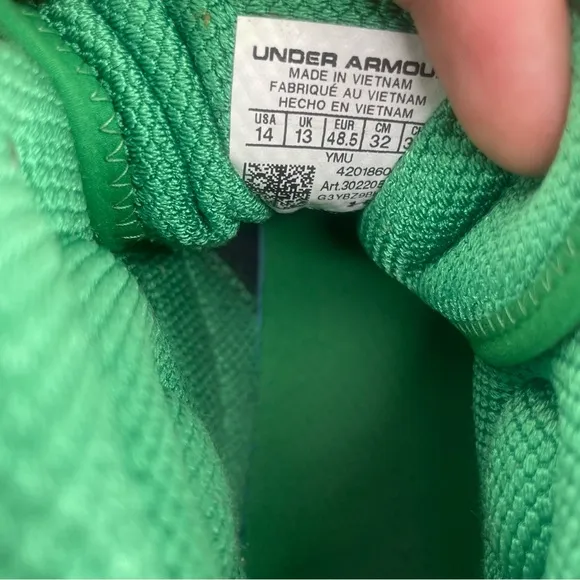 UNDER ARMOU
MADE IN VIETNAM
FABRIQUÉ AU VIETNAM
HECHO EN VIETNAM
USA UK EUR CM
14 13 48.5 32
YMU
4201860
Art.302205